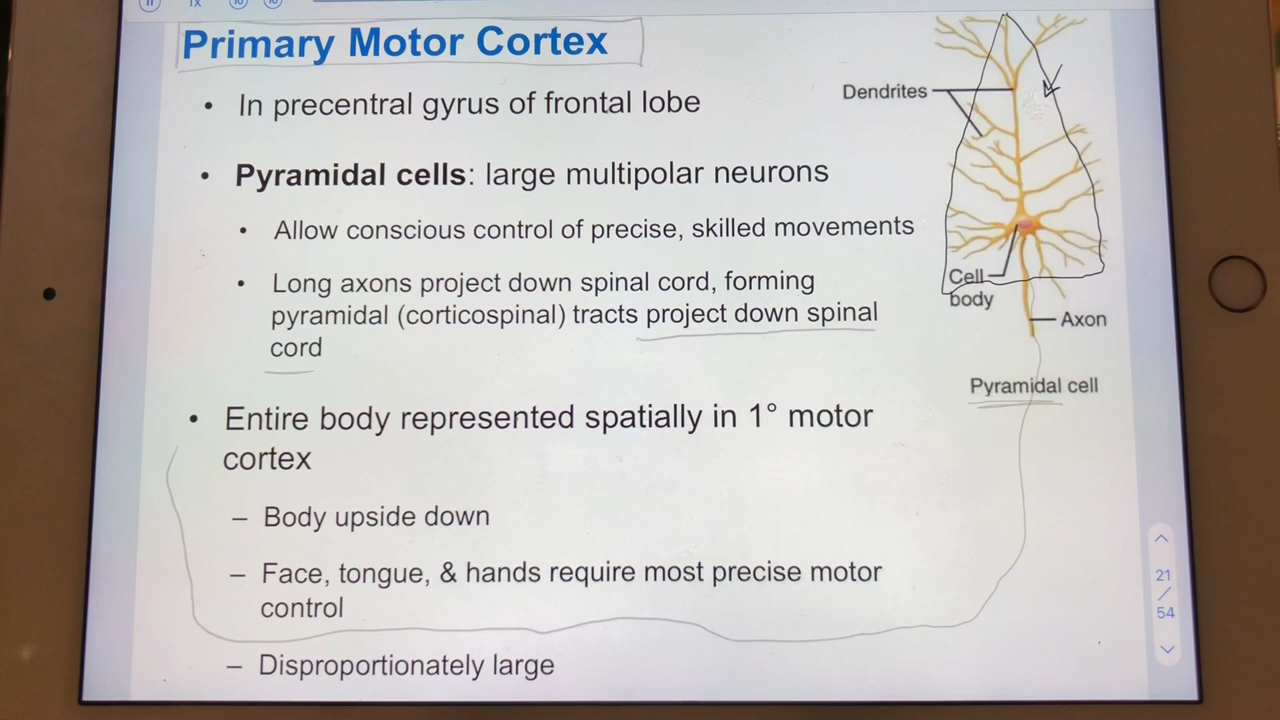 1x
10
10
Primary Motor Cortex
• In precentral gyrus of frontal lobe
Dendrites
• Pyramidal cells: large multipolar neurons
• Allow conscious control of precise, skilled movements
• Long axons project down spinal cord, forming
pyramidal (corticospinal) tracts project down spinal
cord
Cell
body
Axon
Pyramidal cell
• Entire body represented spatially in 1° motor
cortex
– Body upside down
– Face, tongue, & hands require most precise motor
control
– Disproportionately large
21
/
54